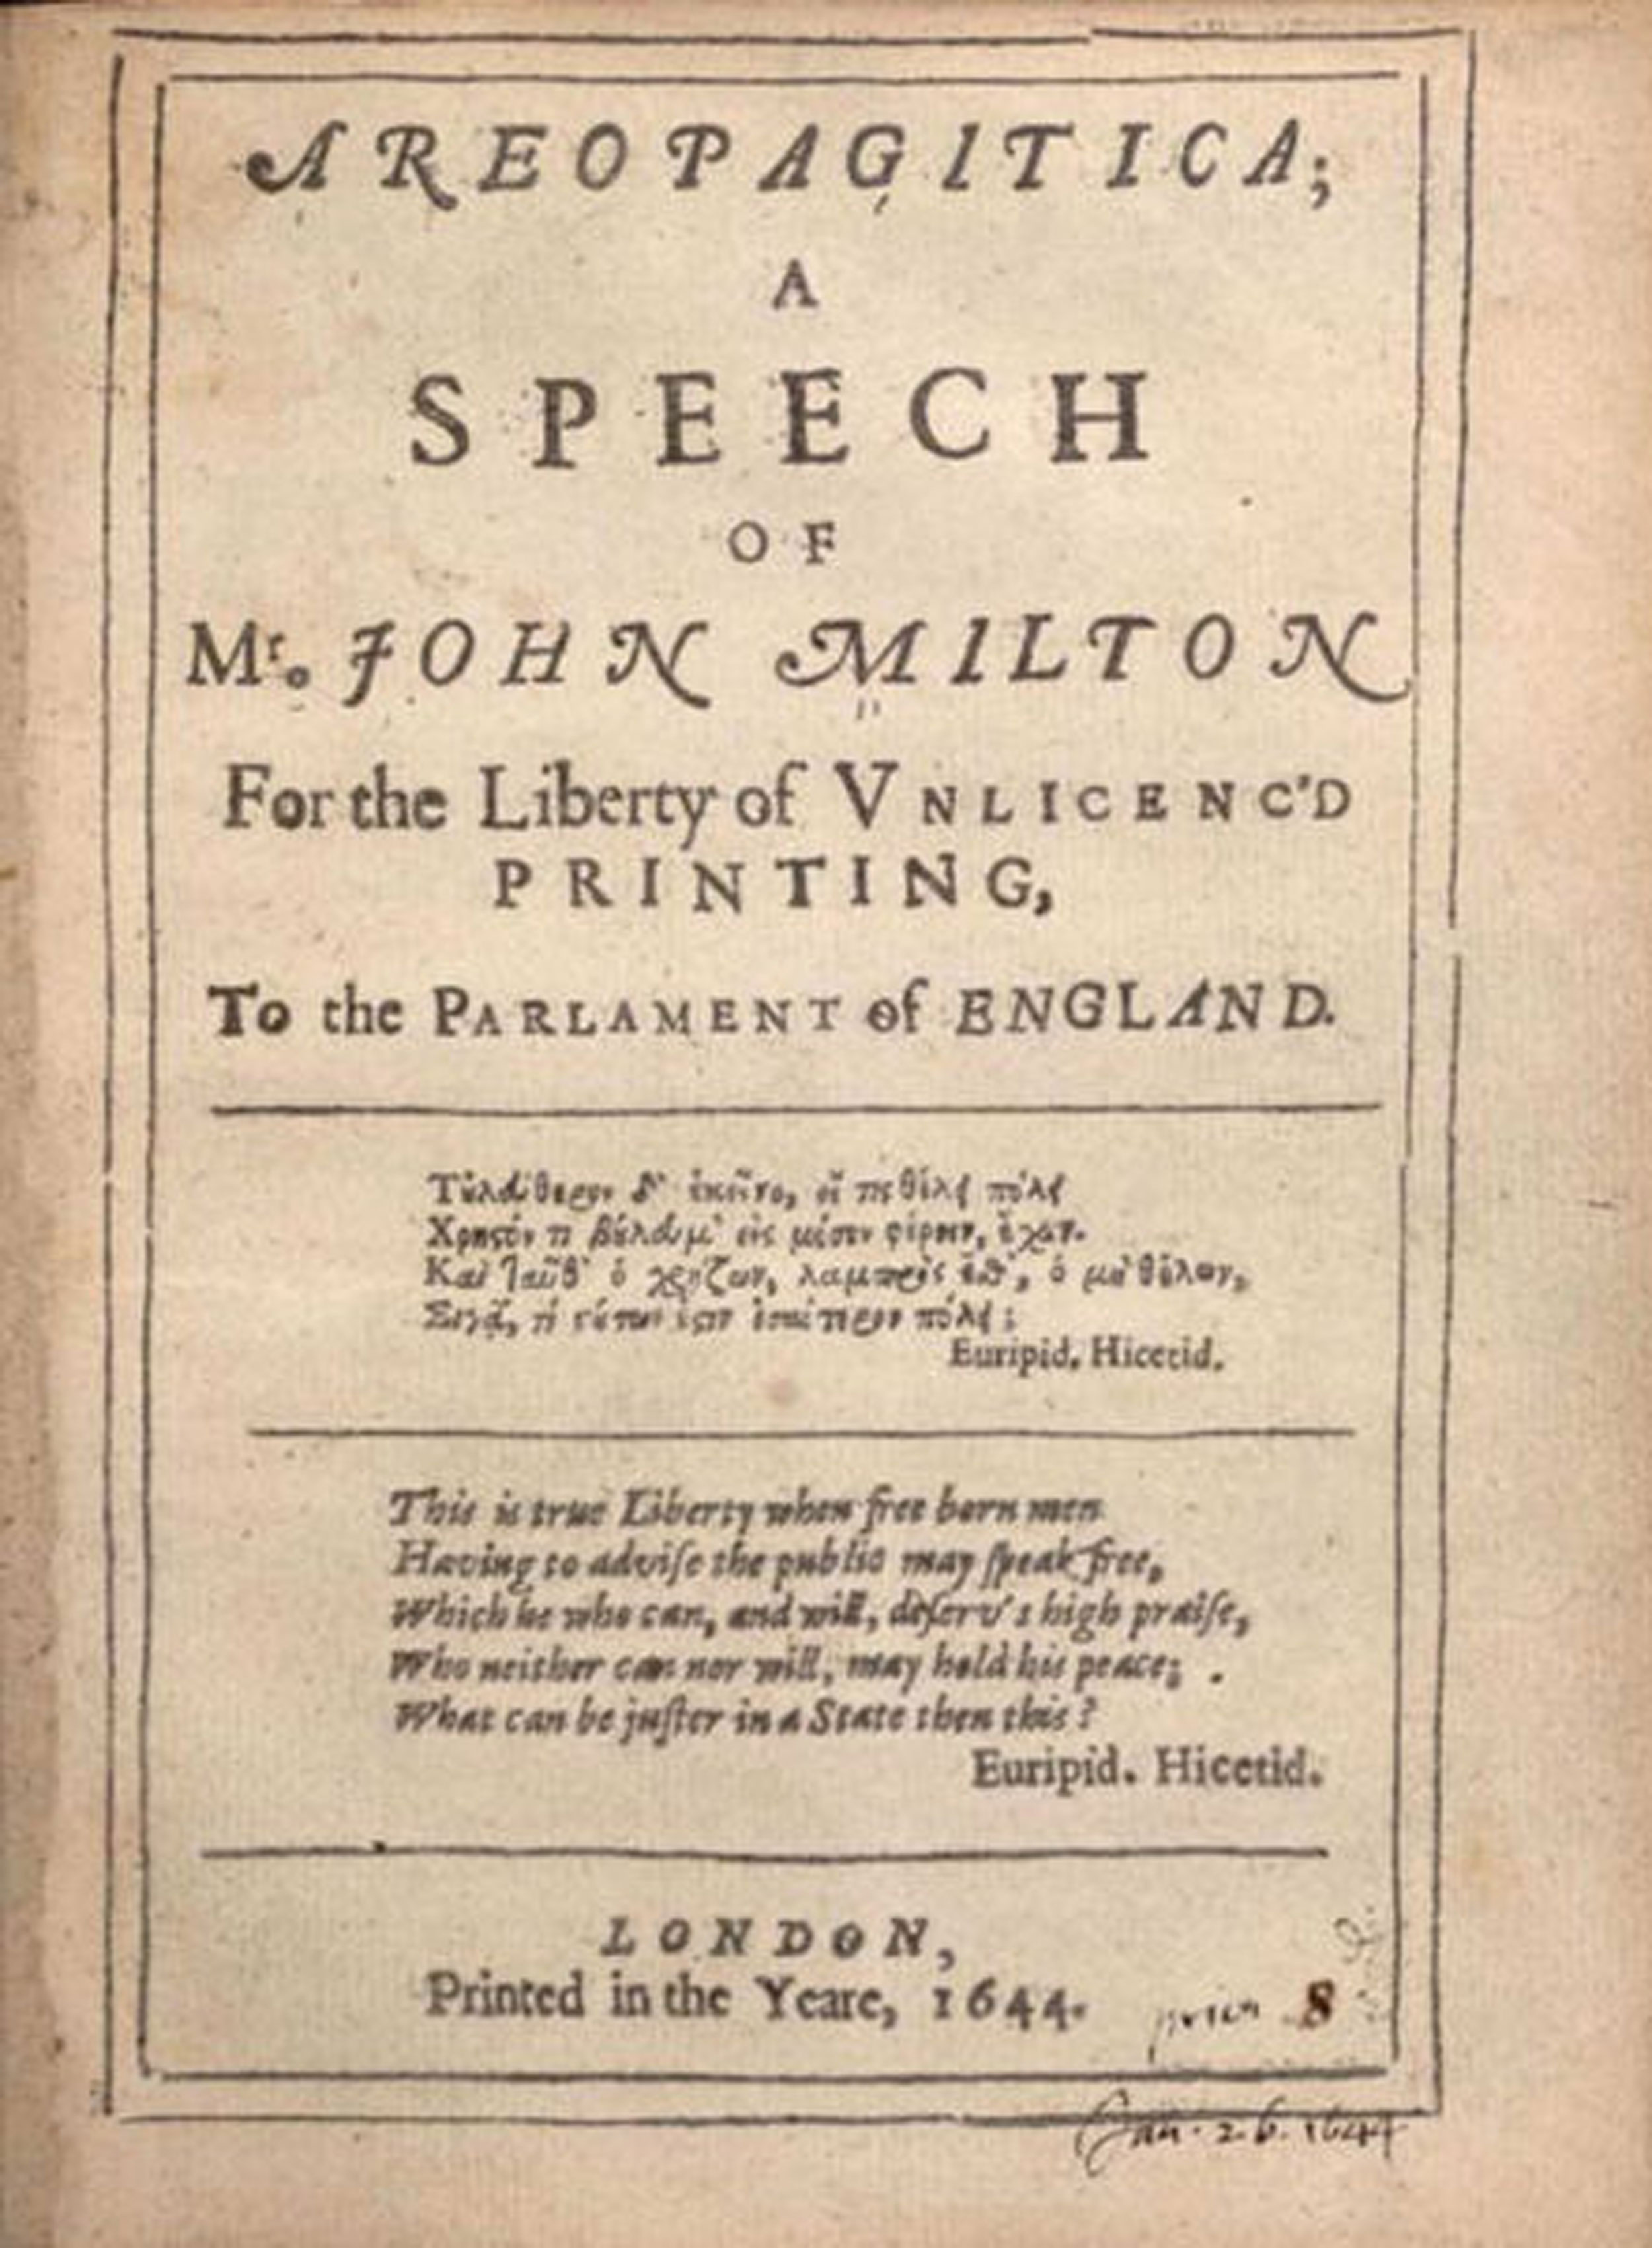 AREOPAGITICA;
A
SPEECH
OF
Mr. JOHN MILTON
For the Liberty of VNLICENC'D
PRINTING,
To the PARLAMENT of ENGLAND.
Τοὐλεύθερον δ' ἐκεῖνο, εἴ τις θέλει πόλει
Χρηστόν τι βούλευμ' εἰς μέσον φέρειν, ἔχων.
Καὶ ταῦθ' ὁ χρῄζων, λαμπρός ἐσθ', ὁ μὴ θέλων,
Σιγᾷ, τί τούτων ἔστιν ἰσαίτερον πόλει;
Euripid. Hicetid.
This is true Liberty when free born men
Having to advise the public may speak free,
Which he who can, and will, deserv's high praise,
Who neither can nor will, may hold his peace;
What can be juster in a State then this?
Euripid. Hicetid.
LONDON,
Printed in the Yeare, 1644.
8
Jan. 26. 1644